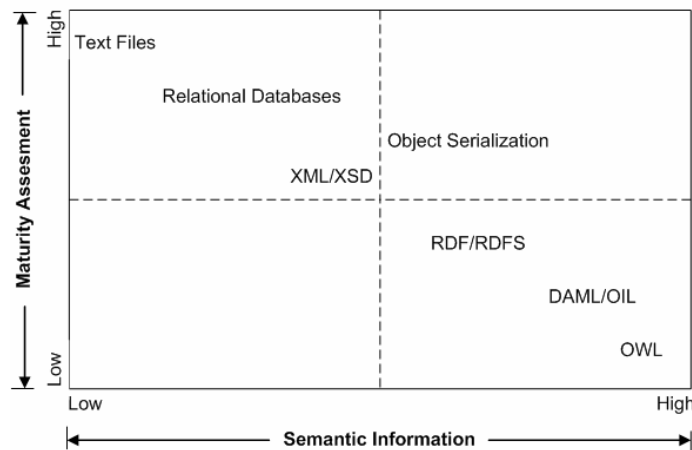 High
Text Files
Relational Databases
Object Serialization
XML/XSD
Maturity Assessment
RDF/RDFS
DAML/OIL
OWL
Low
Low
High
Semantic Information